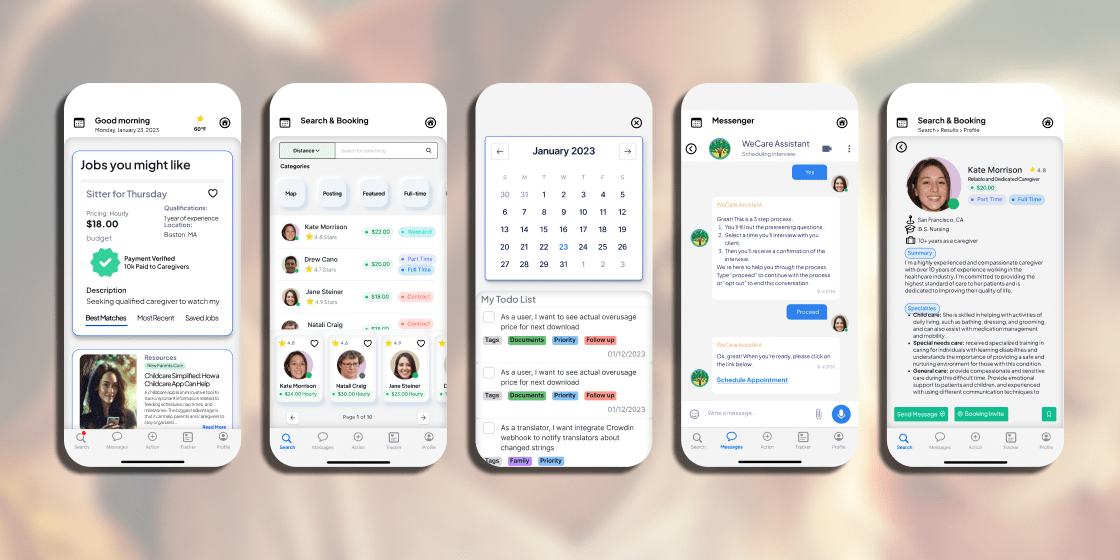 Good morning
Monday, January 23, 2023
60°F
Jobs you might like
Sitter for Thursday
Pricing: Hourly
$18.00
budget
Qualifications:
1 year of experience
Location:
Boston, MA
Payment Verified
10k Paid to Caregivers
Description
Seeking qualified caregiver to watch my
Best Matches Most Recent Saved Jobs
Resources
New Parents Care
Childcare Simplified: How a
Childcare App Can Help
A childcare app is an innovative tool to
track important information related to
feeding schedules, nap times, and
milestones. The biggest advantage is
that it can help parents and caregivers to
stay organized...
Read More
Search Messages Action Tracker Profile
Search & Booking
Distance Search for something
Categories
Map Posting Featured Full-time
Kate Morrison
4.8 Stars
$22.00 Weekend
Drew Cano
4.7 Stars
$20.00 Part Time
Full Time
Jane Steiner
4.9 Stars
$18.00 Contract
Natali Craig
Contract
4.8 4.6 4.9
Kate Morrison Natali Craig Jane Steiner
$24.00 Hourly $30.00 Hourly $23.00 Hourly
Page 1 of 10
Search Messages Action Tracker Profile
January 2023
S M T W T F S
30 31 1 2 3 4 5
6 7 8 9 10 11 12
13 14 15 16 17 18 19
20 21 22 23 24 25 26
27 28 29 30 31 1 2 3
My Todo List
As a user, I want to see actual overusage
price for next download
Tags Documents Priority Follow up
01/12/2023
As a user, I want to see actual overusage
price for next download
Tags Documents Priority Follow up
01/12/2023
As a translator, I want integrate Crowdin
webhook to notify translators about
changed strings
Tags Family Priority
Messenger
WeCare Assistant
Scheduling Interview
Yes
WeCare Assistant
Great! This is a 3 step process.
1. You'll fill out the prescreening questions.
2. Select a time you'll interview with you
client.
3. Then you'll receive a confirmation of the
interview.
We're here to help you through the process.
Type "proceed" to continue with the process
or "opt out" to end this conversation.
9:41PM
Proceed
WeCare Assistant
Ok, great! When you're ready, please click on
the link below.
9:43PM
Schedule Appointment
Write a message...
Search Messages Action Tracker Profile
Search & Booking
Search > Results > Profile
Kate Morrison 4.8
Reliable and Dedicated Caregiver
$20.00
Part Time Full Time
San Francisco, CA
B.S. Nursing
10+ years as a caregiver
Summary
I'm a highly experienced and compassionate caregiver
with over 10 years of experience working in the
healthcare industry. I'm committed to providing the
highest standard of care to her patients and is
dedicated to improving their quality of life.
Specialties
Child care: She is skilled in helping with activities of
daily living, such as bathing, dressing, and grooming,
and can also assist with medication management
and mobility.
Special needs care: received specialized training in
caring for individuals with learning disabilities and
understands the importance of providing a safe and
nurturing environment for those with this condition.
General care: provide compassionate and sensitive
care during this difficult time. Provide emotional
support to patients and children, and experienced
with using different communication techniques to
Send Message Booking Invite
Search Messages Action Tracker Profile